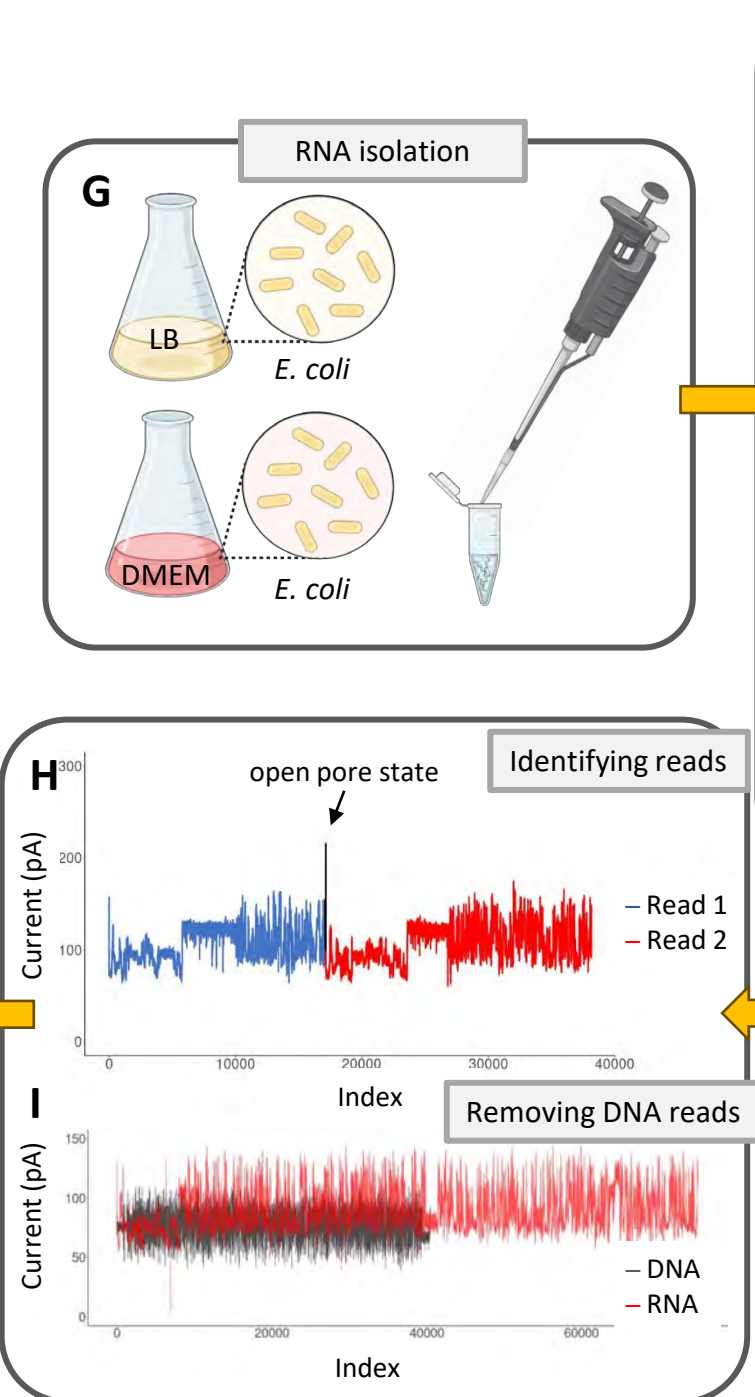 RNA isolation
G
LB
E. coli
DMEM
E. coli
H
Identifying reads
open pore state
300
200
100
0
Current (pA)
– Read 1
– Read 2
0 10000 20000 30000 40000
Index
I
Removing DNA reads
150
100
50
0
Current (pA)
– DNA
– RNA
0 20000 40000 60000
Index